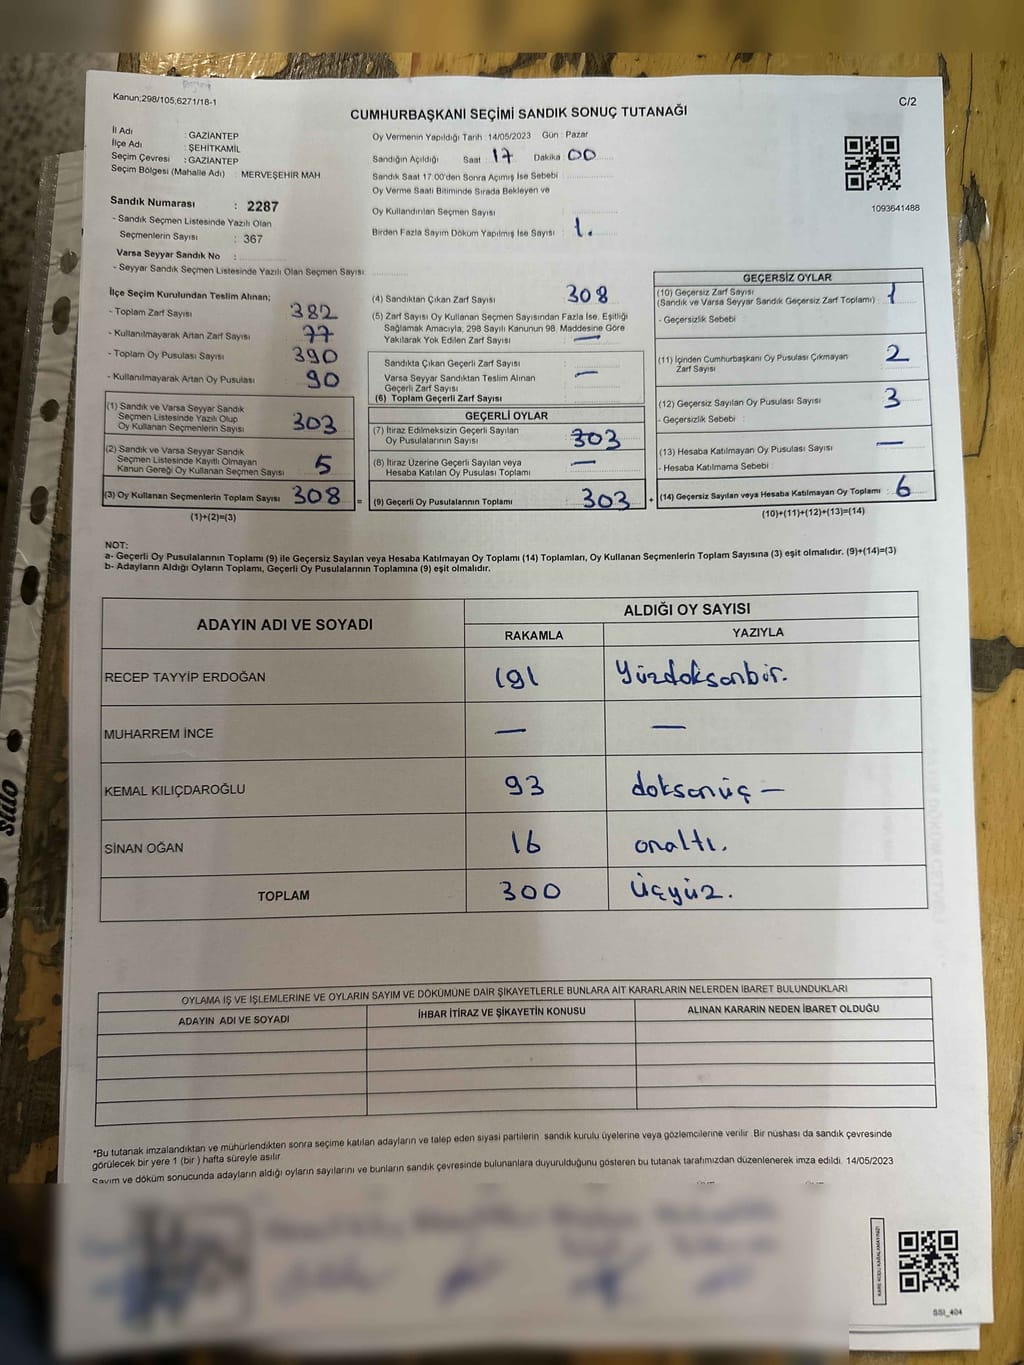 Kanun;298/105,6271/18-1
C/2
CUMHURBAŞKANI SEÇİMİ SANDIK SONUÇ TUTANAĞI
İl Adı : GAZİANTEP
İlçe Adı : ŞEHİTKAMİL
Seçim Çevresi : GAZİANTEP
Seçim Bölgesi (Mahalle Adı) : MERVEŞEHİR MAH
Sandık Numarası : 2287
- Sandık Seçmen Listesinde Yazılı Olan
Seçmenlerin Sayısı : 367
Varsa Seyyar Sandık No :
- Seyyar Sandık Seçmen Listesinde Yazılı Olan Seçmen Sayısı:
Oy Vermenin Yapıldığı Tarih :14/05/2023 Gün : Pazar
Sandığın Açıldığı Saat : 17 Dakika : 00
Sandık Saat 17:00'den Sonra Açımış İse Sebebi :
Oy Verme Saati Bitiminde Sırada Bekleyen ve
Oy Kullandırılan Seçmen Sayısı :
Birden Fazla Sayım Döküm Yapılmış İse Sayısı : 1.
1093641488
İlçe Seçim Kurulundan Teslim Alınan;
- Toplam Zarf Sayısı : 382
- Kullanılmayarak Artan Zarf Sayısı : 77
- Toplam Oy Pusulası Sayısı : 390
- Kullanılmayarak Artan Oy Pusulası : 90
(1) Sandık ve Varsa Seyyar Sandık
Seçmen Listesinde Yazılı Olup
Oy Kullanan Seçmenlerin Sayısı : 303
(2) Sandık ve Varsa Seyyar Sandık
Seçmen Listesinde Kayıtlı Olmayan
Kanun Gereği Oy Kullanan Seçmen Sayısı : 5
(3) Oy Kullanan Seçmenlerin Toplam Sayısı : 308 =
(1)+(2)=(3)
(4) Sandıktan Çıkan Zarf Sayısı : 308
(5) Zarf Sayısı Oy Kullanan Seçmen Sayısından Fazla İse, Eşitliği
Sağlamak Amacıyla, 298 Sayılı Kanunun 98. Maddesine Göre
Yakılarak Yok Edilen Zarf Sayısı : —
Sandıkta Çıkan Geçerli Zarf Sayısı :
Varsa Seyyar Sandıktan Teslim Alınan
Geçerli Zarf Sayısı : —
(6) Toplam Geçerli Zarf Sayısı :
GEÇERLİ OYLAR
(7) İtiraz Edilmeksizin Geçerli Sayılan
Oy Pusulalarının Sayısı : 303
(8) İtiraz Üzerine Geçerli Sayılan veya
Hesaba Katılan Oy Pusulası Toplamı : —
(9) Geçerli Oy Pusulalarının Toplamı : 303 +
GEÇERSİZ OYLAR
(10) Geçersiz Zarf Sayısı
(Sandık ve Varsa Seyyar Sandık Geçersiz Zarf Toplamı) : 1
- Geçersizlik Sebebi :
(11) İçinden Cumhurbaşkanı Oy Pusulası Çıkmayan
Zarf Sayısı : 2
(12) Geçersiz Sayılan Oy Pusulası Sayısı : 3
- Geçersizlik Sebebi :
(13) Hesaba Katılmayan Oy Pusulası Sayısı : —
- Hesaba Katılmama Sebebi :
(14) Geçersiz Sayılan veya Hesaba Katılmayan Oy Toplamı : 6
(10)+(11)+(12)+(13)=(14)
NOT:
a- Geçerli Oy Pusulalarının Toplamı (9) ile Geçersiz Sayılan veya Hesaba Katılmayan Oy Toplamı (14) Toplamları, Oy Kullanan Seçmenlerin Toplam Sayısına (3) eşit olmalıdır. (9)+(14)=(3)
b- Adayların Aldığı Oyların Toplamı, Geçerli Oy Pusulalarının Toplamına (9) eşit olmalıdır.
ADAYIN ADI VE SOYADI ALDIĞI OY SAYISI
RAKAMLA YAZIYLA
RECEP TAYYİP ERDOĞAN 191 Yüzdoksanbir.
MUHARREM İNCE — —
KEMAL KILIÇDAROĞLU 93 doksanüç —
SİNAN OĞAN 16 onaltı.
TOPLAM 300 üçyüz.
OYLAMA İŞ VE İŞLEMLERİNE VE OYLARIN SAYIM VE DÖKÜMÜNE DAİR ŞİKAYETLERLE BUNLARA AİT KARARLARIN NELERDEN İBARET BULUNDUKLARI
ADAYIN ADI VE SOYADI İHBAR İTİRAZ VE ŞİKAYETİN KONUSU ALINAN KARARIN NEDEN İBARET OLDUĞU
*Bu tutanak imzalandıktan ve mühürlendikten sonra seçime katılan adayların ve talep eden siyasi partilerin sandık kurulu üyelerine veya gözlemcilerine verilir. Bir nüshası da sandık çevresinde
görülecek bir yere 1 (bir ) hafta süreyle asılır.
Sayım ve döküm sonucunda adayların aldığı oyların sayılarını ve bunların sandık çevresinde bulunanlara duyurulduğunu gösteren bu tutanak tarafımızdan düzenlenerek imza edildi. 14/05/2023
KARE KODU KARALAMAYINIZ!
SSI_404